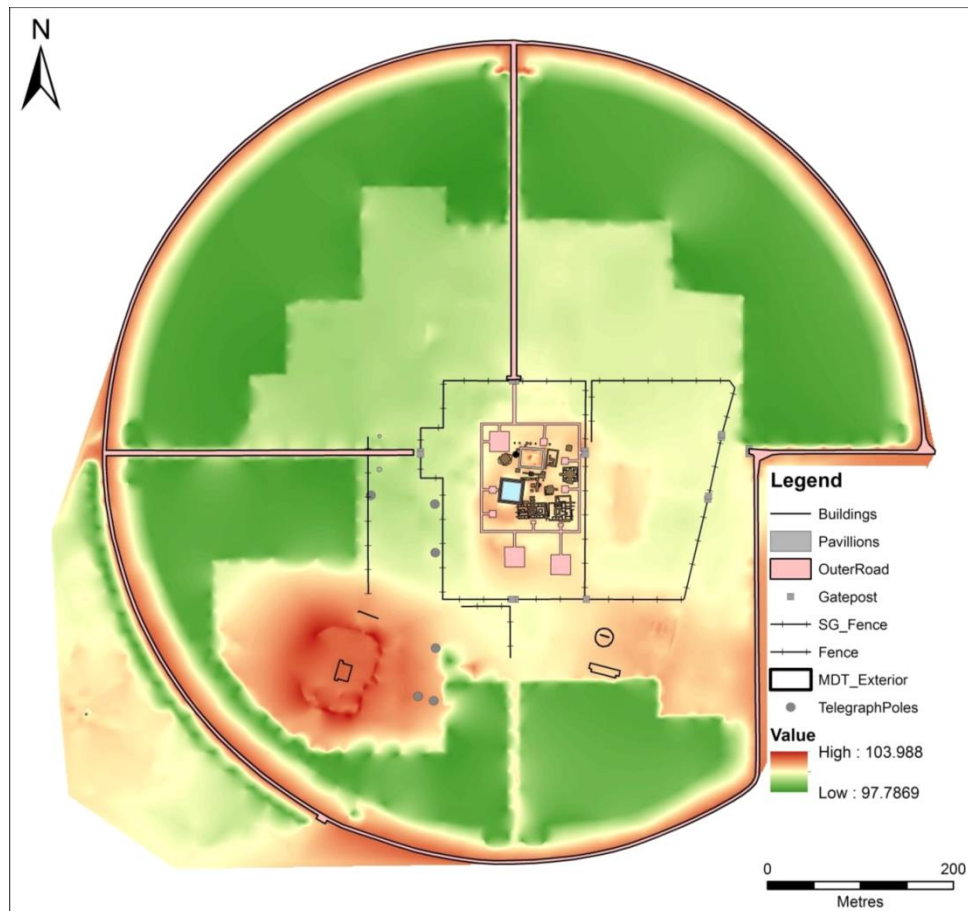 N
Legend
Buildings
Pavillions
OuterRoad
Gatepost
SG_Fence
Fence
MDT_Exterior
TelegraphPoles
Value
High : 103.988
Low : 97.7869
0 200
Metres